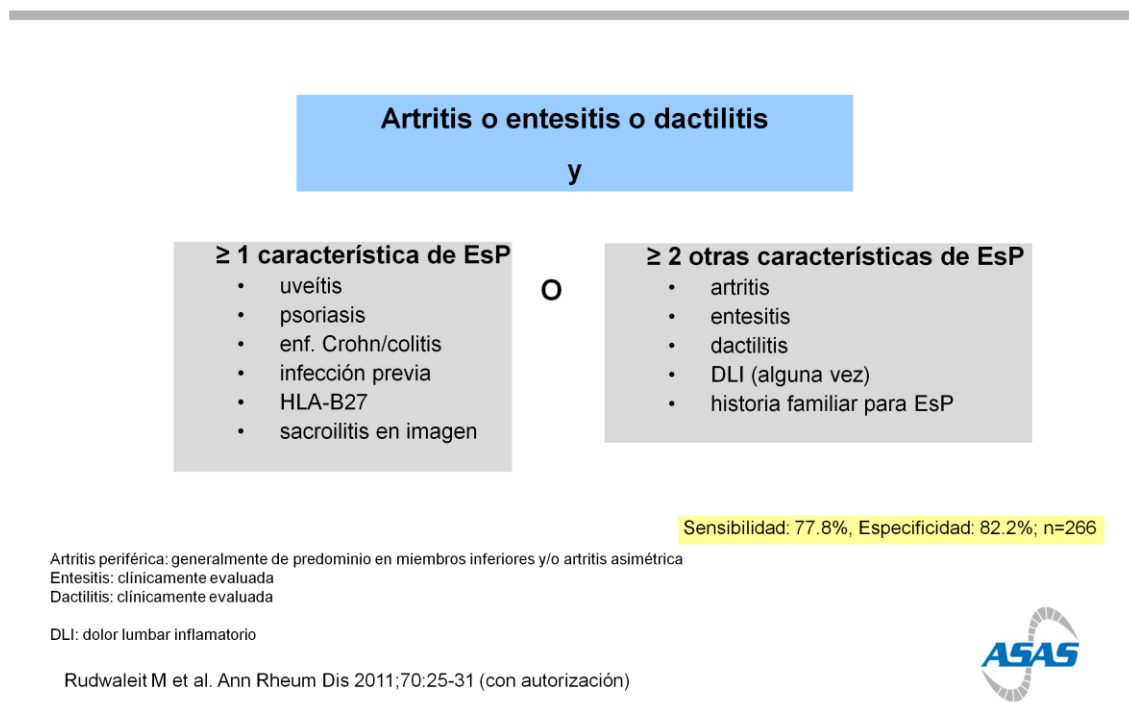 Artritis o entesitis o dactilitis
y
≥ 1 característica de EsP
• uveítis
• psoriasis
• enf. Crohn/colitis
• infección previa
• HLA-B27
• sacroilitis en imagen
O
≥ 2 otras características de EsP
• artritis
• entesitis
• dactilitis
• DLI (alguna vez)
• historia familiar para EsP
Sensibilidad: 77.8%, Especificidad: 82.2%; n=266
Artritis periférica: generalmente de predominio en miembros inferiores y/o artritis asimétrica
Entesitis: clínicamente evaluada
Dactilitis: clínicamente evaluada
DLI: dolor lumbar inflamatorio
Rudwaleit M et al. Ann Rheum Dis 2011;70:25-31 (con autorización)
ASAS